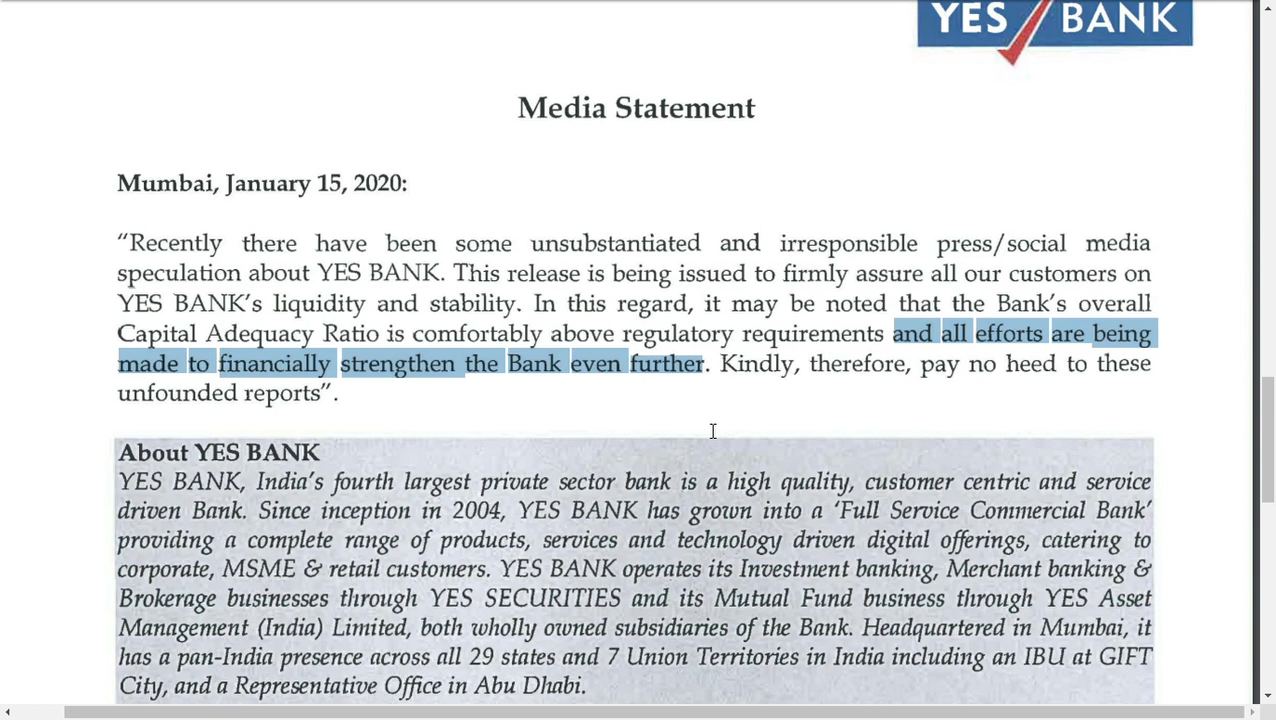 YES BANK
Media Statement
Mumbai, January 15, 2020:
“Recently there have been some unsubstantiated and irresponsible press/social media
speculation about YES BANK. This release is being issued to firmly assure all our customers on
YES BANK’s liquidity and stability. In this regard, it may be noted that the Bank’s overall
Capital Adequacy Ratio is comfortably above regulatory requirements and all efforts are being
made to financially strengthen the Bank even further. Kindly, therefore, pay no heed to these
unfounded reports”.
About YES BANK
YES BANK, India’s fourth largest private sector bank is a high quality, customer centric and service
driven Bank. Since inception in 2004, YES BANK has grown into a ‘Full Service Commercial Bank’
providing a complete range of products, services and technology driven digital offerings, catering to
corporate, MSME & retail customers. YES BANK operates its Investment banking, Merchant banking &
Brokerage businesses through YES SECURITIES and its Mutual Fund business through YES Asset
Management (India) Limited, both wholly owned subsidiaries of the Bank. Headquartered in Mumbai, it
has a pan-India presence across all 29 states and 7 Union Territories in India including an IBU at GIFT
City, and a Representative Office in Abu Dhabi.